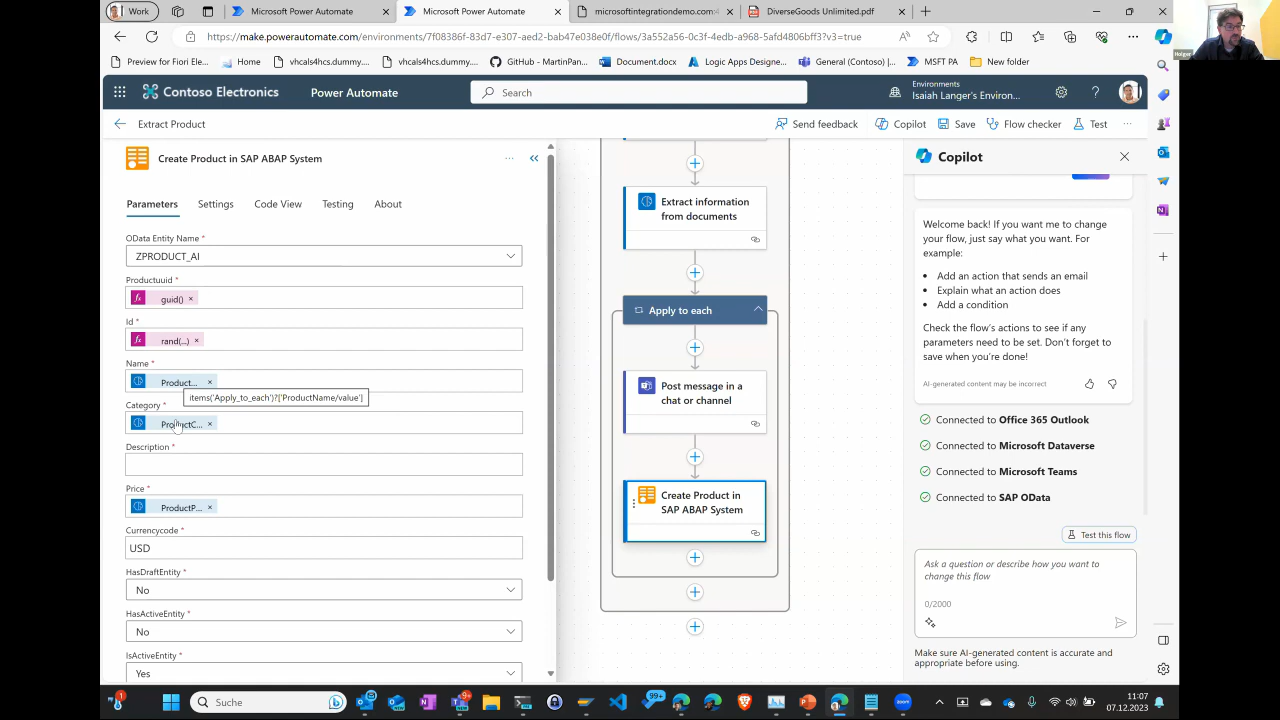 Work
Microsoft Power Automate
Microsoft Power Automate
microsoftintegrationdemo.com:4
DiverseGoods Unlimited.pdf
https://make.powerautomate.com/environments/7f08386f-83d7-e307-aed2-bab47e038e0f/flows/3a552a56-0c3f-4edb-a968-5afd4806bff3?v3=true
Holger
Preview for Fiori E...
Home
vhcals4hcs.dummy....
vhcals4hcs.dummy....
GitHub - MartinPan...
Document.docx
Logic Apps Designe...
General (Contoso) |...
MSFT PA
New folder
Contoso Electronics
Power Automate
Search
Environments
Isaiah Langer's Environ...
Extract Product
Send feedback
Copilot
Save
Flow checker
Test
Create Product in SAP ABAP System
Parameters
Settings
Code View
Testing
About
OData Entity Name *
ZPRODUCT_AI
Productuuid *
fx guid() ×
Id *
fx rand(...) ×
Name *
Product... ×
items('Apply_to_each')?['ProductName/value']
Category *
ProductC... ×
Description *
Price *
ProductP... ×
Currencycode *
USD
HasDraftEntity *
No
HasActiveEntity *
No
IsActiveEntity *
Yes
Extract information
from documents
Apply to each
Post message in a
chat or channel
Create Product in
SAP ABAP System
Copilot
Welcome back! If you want me to change
your flow, just say what you want. For
example:
• Add an action that sends an email
• Explain what an action does
• Add a condition
Check the flow's actions to see if any
parameters need to be set. Don't forget to
save when you're done!
AI-generated content may be incorrect
Connected to Office 365 Outlook
Connected to Microsoft Dataverse
Connected to Microsoft Teams
Connected to SAP OData
Test this flow
Ask a question or describe how you want to
change this flow
0/2000
Make sure AI-generated content is accurate and
appropriate before using.
1
Suche
9+
99+
zoom
11:07
07.12.2023